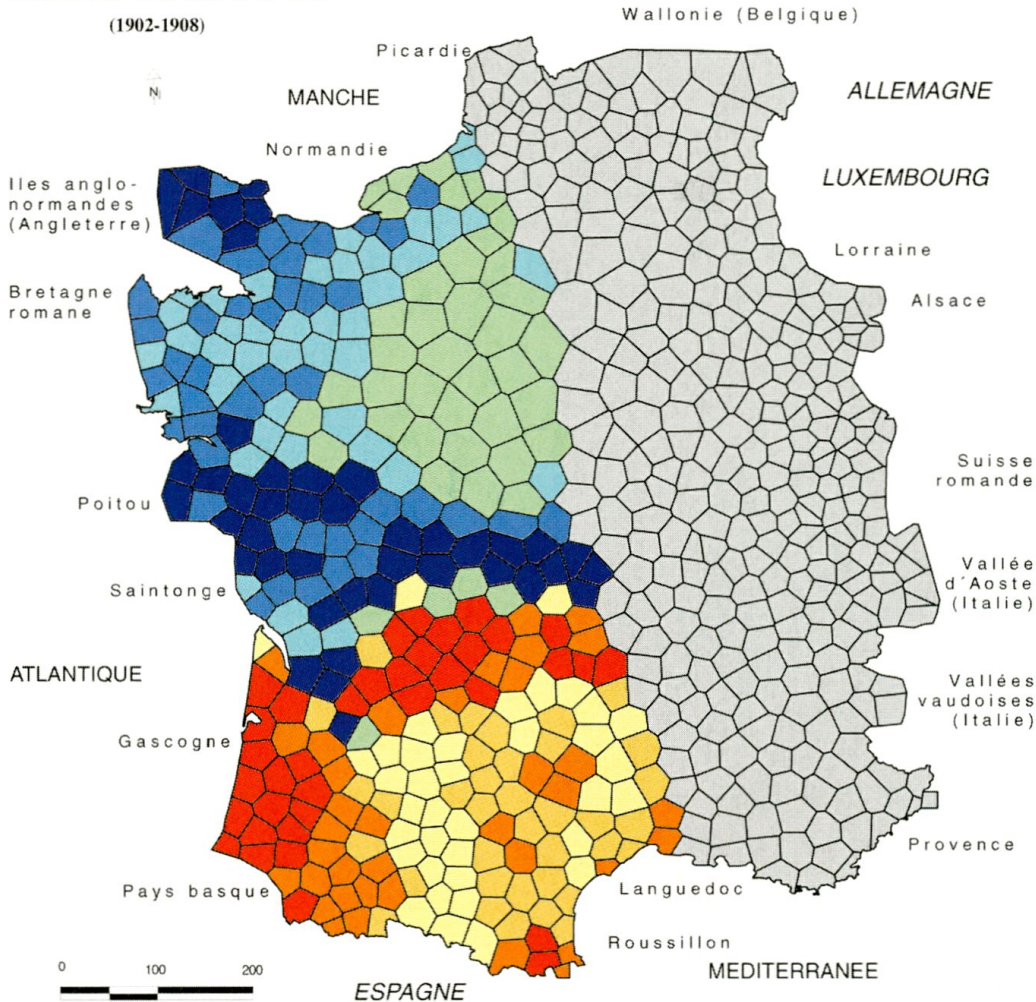 (1902-1908)
Wallonie (Belgique)
Picardie
N
MANCHE
ALLEMAGNE
Normandie
Iles anglo-
normandes
(Angleterre)
LUXEMBOURG
Lorraine
Bretagne
romane
Alsace
Suisse
romande
Poitou
Vallée
d'Aoste
(Italie)
Saintonge
ATLANTIQUE
Vallées
vaudoises
(Italie)
Gascogne
Provence
Pays basque
Languedoc
Roussillon
0 100 200
MEDITERRANEE
ESPAGNE